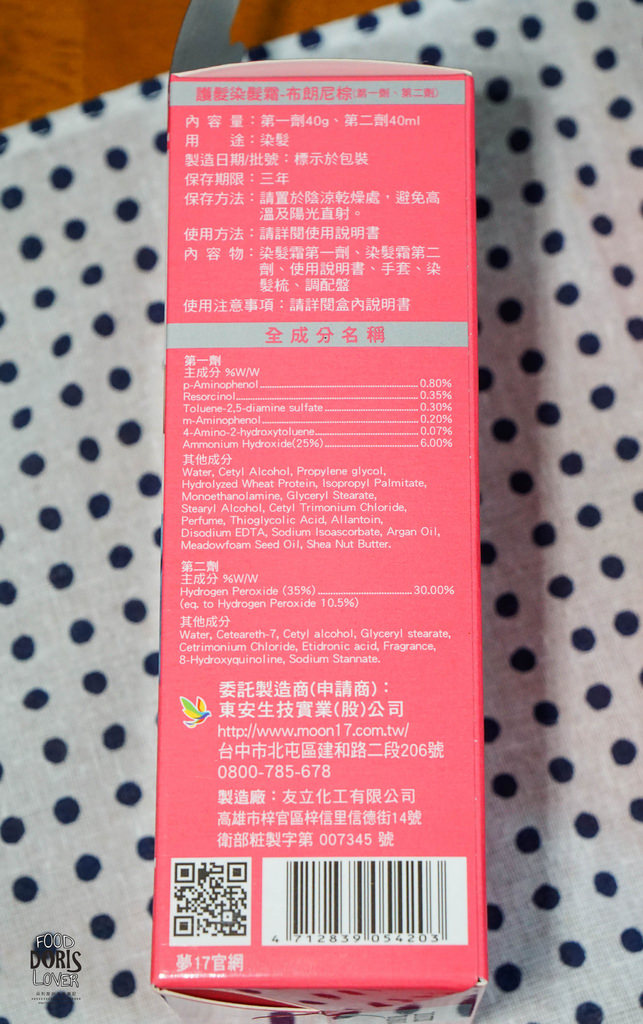 護髮染髮霜-布朗尼棕(第一劑、第二劑)
內 容 量：第一劑40g、第二劑40ml
用　　途：染髮
製造日期/批號：標示於包裝
保存期限：三年
保存方法：請置於陰涼乾燥處，避免高
溫及陽光直射。
使用方法：請詳閱使用說明書
內 容 物：染髮霜第一劑、染髮霜第二
劑、使用說明書、手套、染
髮梳、調配盤
使用注意事項：請詳閱盒內說明書
全成分名稱
第一劑
主成分 %W/W
p-Aminophenol........0.80%
Resorcinol........0.35%
Toluene-2,5-diamine sulfate........0.30%
m-Aminophenol........0.20%
4-Amino-2-hydroxytoluene........0.07%
Ammonium Hydroxide(25%)........6.00%
其他成分
Water, Cetyl Alcohol, Propylene glycol,
Hydrolyzed Wheat Protein, Isopropyl Palmitate,
Monoethanolamine, Glyceryl Stearate,
Stearyl Alcohol, Cetyl Trimonium Chloride,
Perfume, Thioglycolic Acid, Allantoin,
Disodium EDTA, Sodium Isoascorbate, Argan Oil,
Meadowfoam Seed Oil, Shea Nut Butter.
第二劑
主成分 %W/W
Hydrogen Peroxide (35%)........30.00%
(eq. to Hydrogen Peroxide 10.5%)
其他成分
Water, Ceteareth-7, Cetyl alcohol, Glyceryl stearate,
Cetrimonium Chloride, Etidronic acid, Fragrance,
8-Hydroxyquinoline, Sodium Stannate.
委託製造商(申請商)：
東安生技實業(股)公司
http://www.moon17.com.tw/
台中市北屯區建和路二段206號
0800-785-678
製造廠：友立化工有限公司
高雄市梓官區梓信里信德街14號
衛部粧製字第 007345 號
4 712839 054203
夢17官網
FOOD
DORIS
LOVER